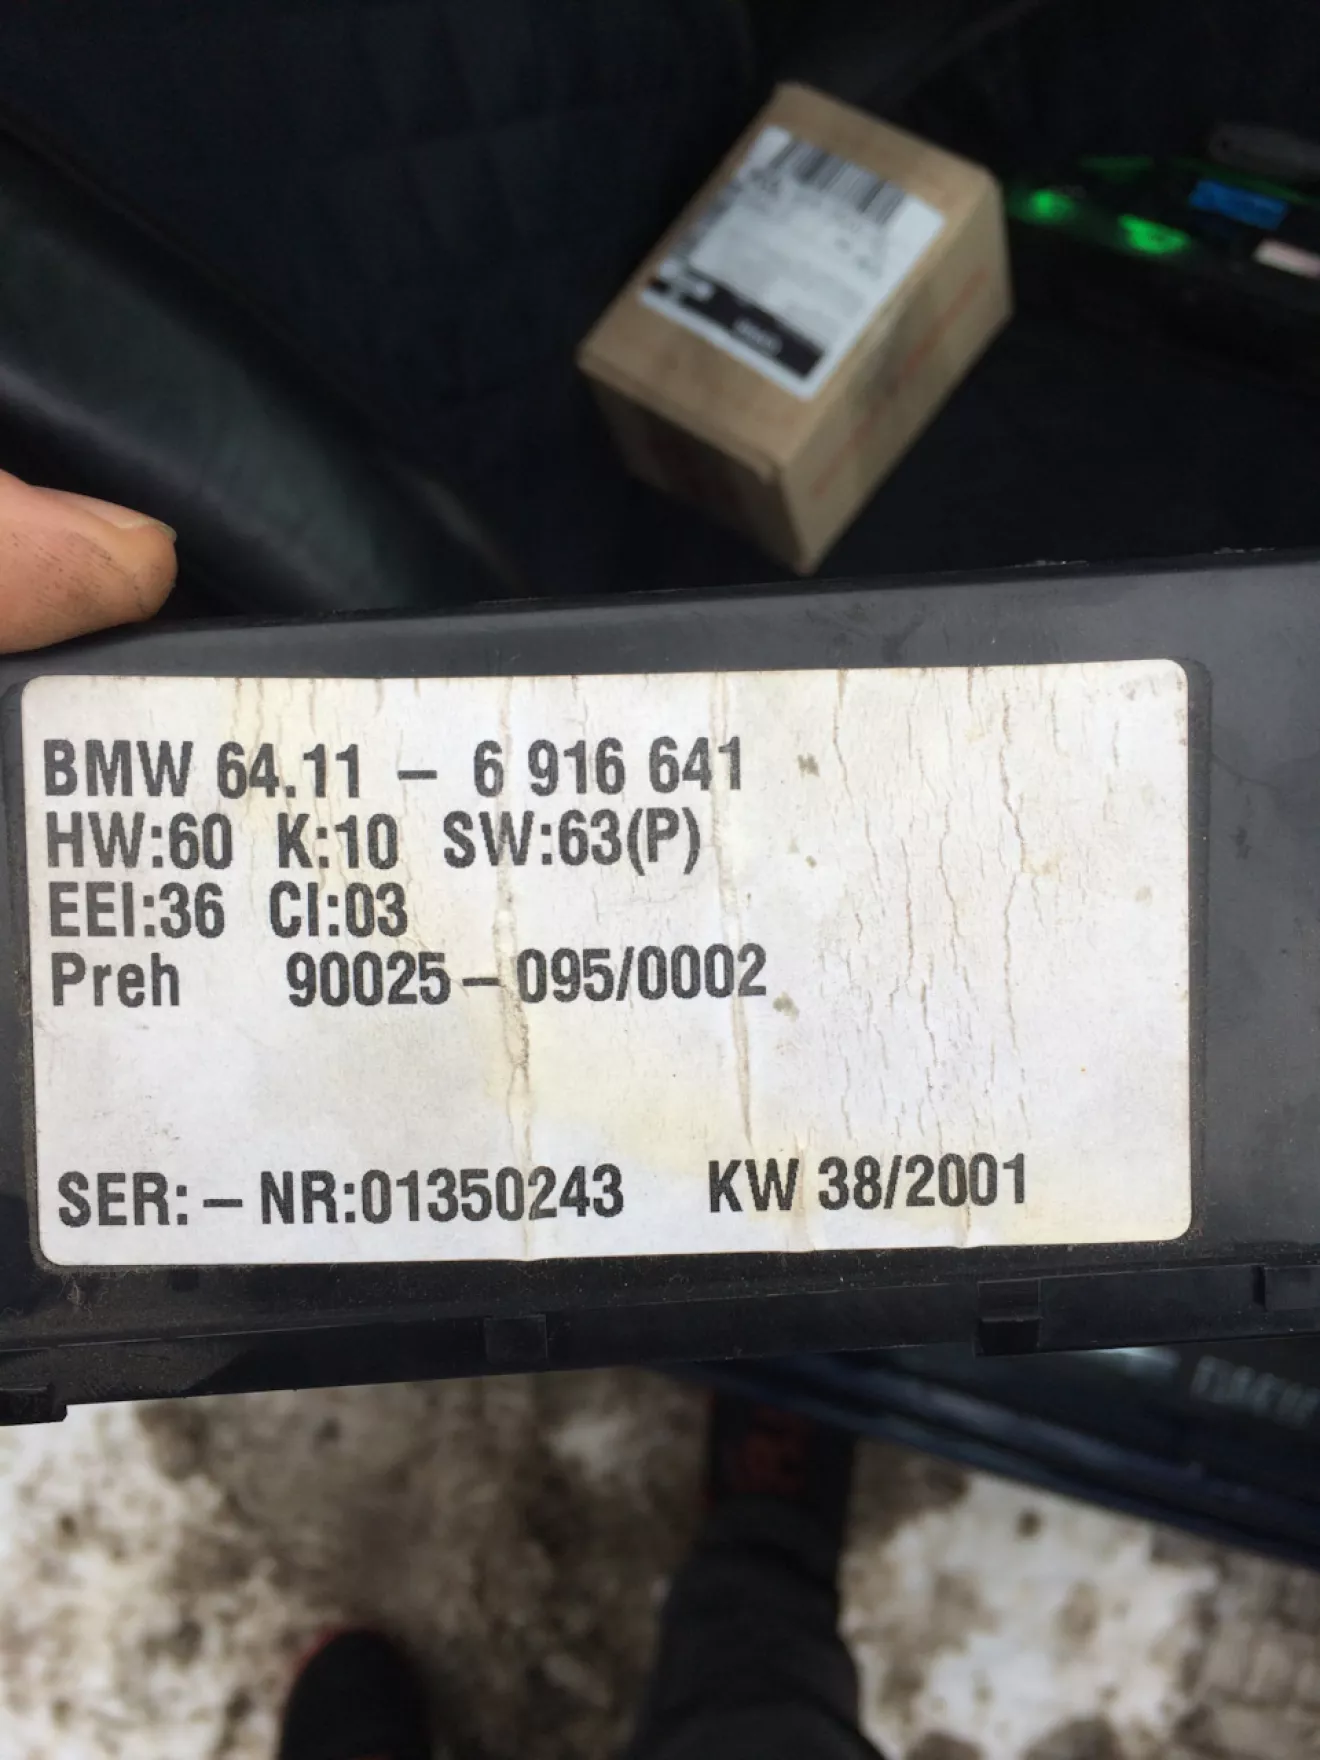 BMW 64.11 – 6 916 641
HW:60 K:10 SW:63(P)
EEI:36 CI:03
Preh 90025–095/0002
SER:–NR:01350243 KW 38/2001